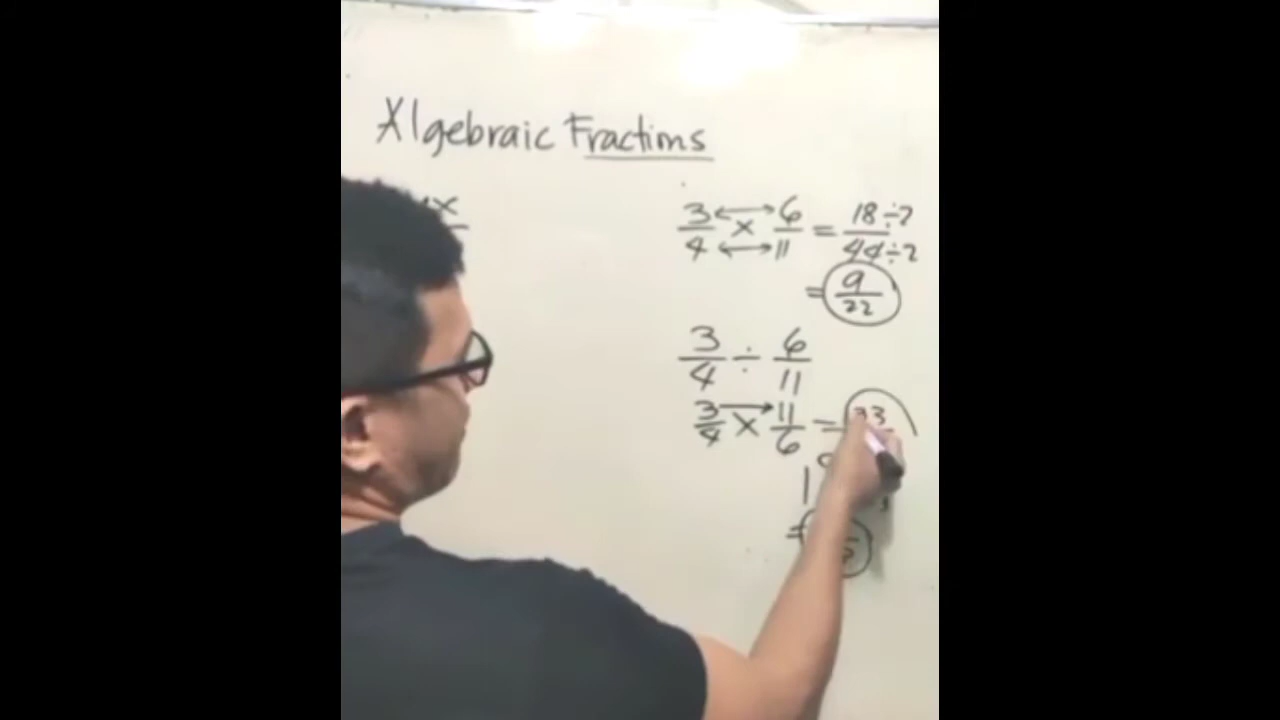 Algebraic Fractions
3/4 × 6/11 = 18÷2/44÷2
= 9/22
3/4 ÷ 6/11
3/4 × 11/6 = 33